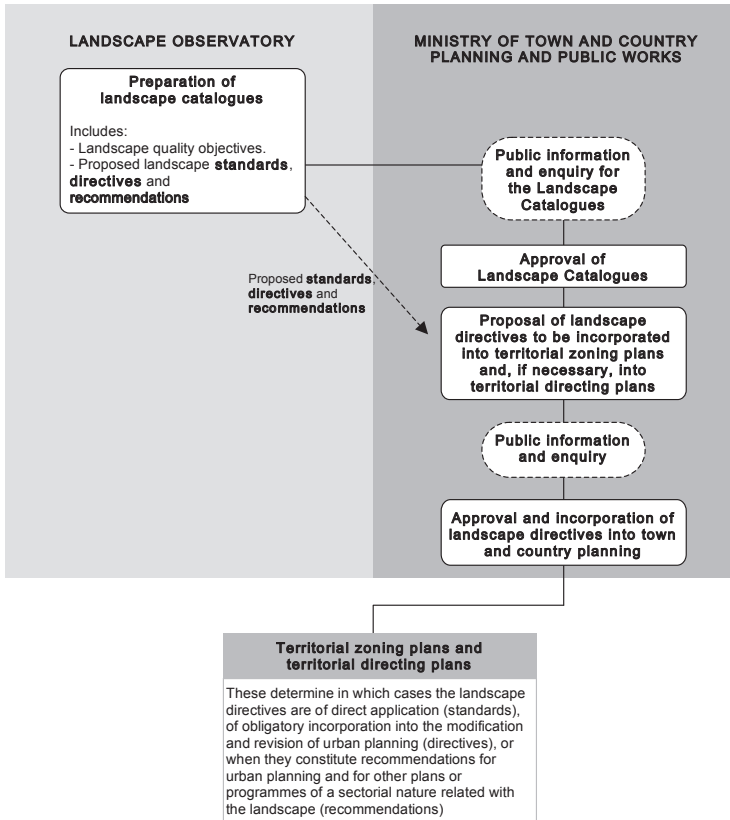 LANDSCAPE OBSERVATORY
Preparation of
landscape catalogues
Includes:
- Landscape quality objectives.
- Proposed landscape standards,
directives and
recommendations
Proposed standards,
directives and
recommendations
MINISTRY OF TOWN AND COUNTRY
PLANNING AND PUBLIC WORKS
Public information
and enquiry for
the Landscape
Catalogues
Approval of
Landscape Catalogues
Proposal of landscape
directives to be incorporated
into territorial zoning plans
and, if necessary, into
territorial directing plans
Public information
and enquiry
Approval and incorporation of
landscape directives into town
and country planning
Territorial zoning plans and
territorial directing plans
These determine in which cases the landscape
directives are of direct application (standards),
of obligatory incorporation into the modification
and revision of urban planning (directives), or
when they constitute recommendations for
urban planning and for other plans or
programmes of a sectorial nature related with
the landscape (recommendations)